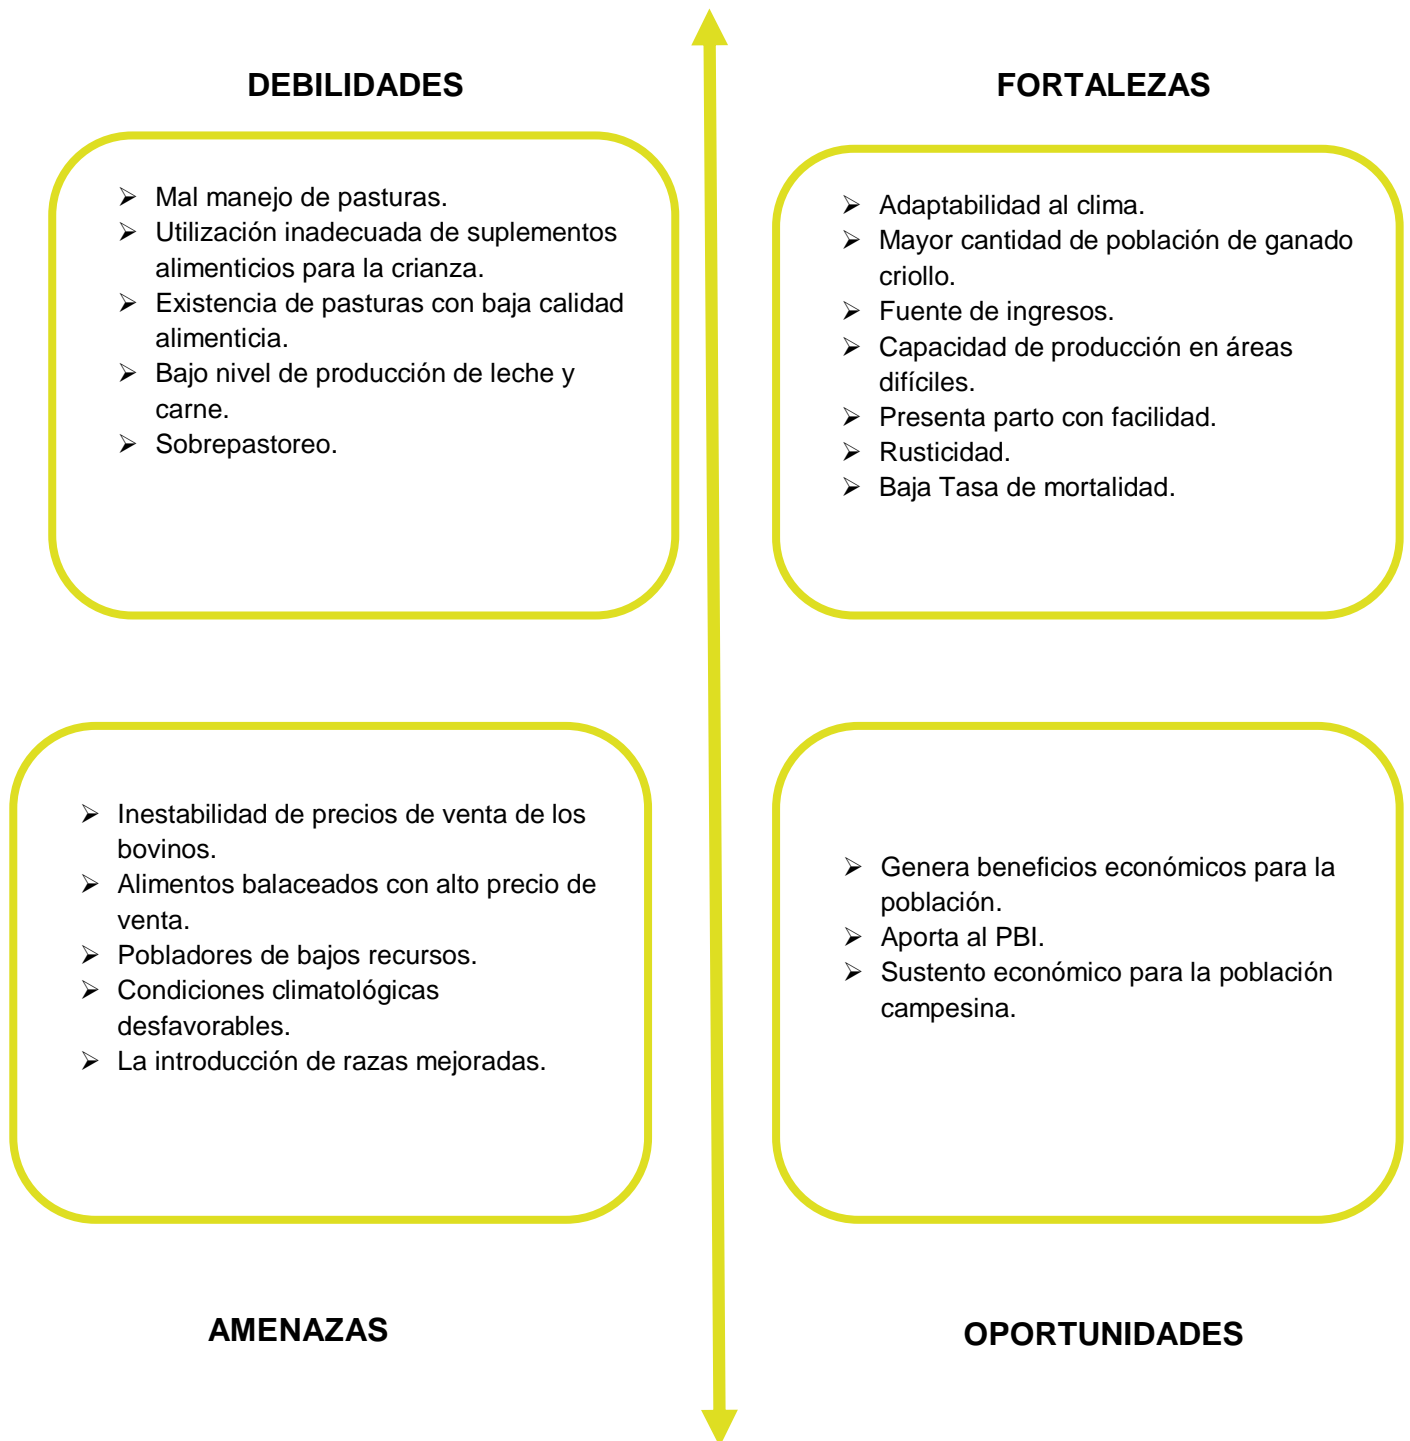 DEBILIDADES
➢ Mal manejo de pasturas.
➢ Utilización inadecuada de suplementos
alimenticios para la crianza.
➢ Existencia de pasturas con baja calidad
alimenticia.
➢ Bajo nivel de producción de leche y
carne.
➢ Sobrepastoreo.
FORTALEZAS
➢ Adaptabilidad al clima.
➢ Mayor cantidad de población de ganado
criollo.
➢ Fuente de ingresos.
➢ Capacidad de producción en áreas
difíciles.
➢ Presenta parto con facilidad.
➢ Rusticidad.
➢ Baja Tasa de mortalidad.
➢ Inestabilidad de precios de venta de los
bovinos.
➢ Alimentos balaceados con alto precio de
venta.
➢ Pobladores de bajos recursos.
➢ Condiciones climatológicas
desfavorables.
➢ La introducción de razas mejoradas.
AMENAZAS
➢ Genera beneficios económicos para la
población.
➢ Aporta al PBI.
➢ Sustento económico para la población
campesina.
OPORTUNIDADES